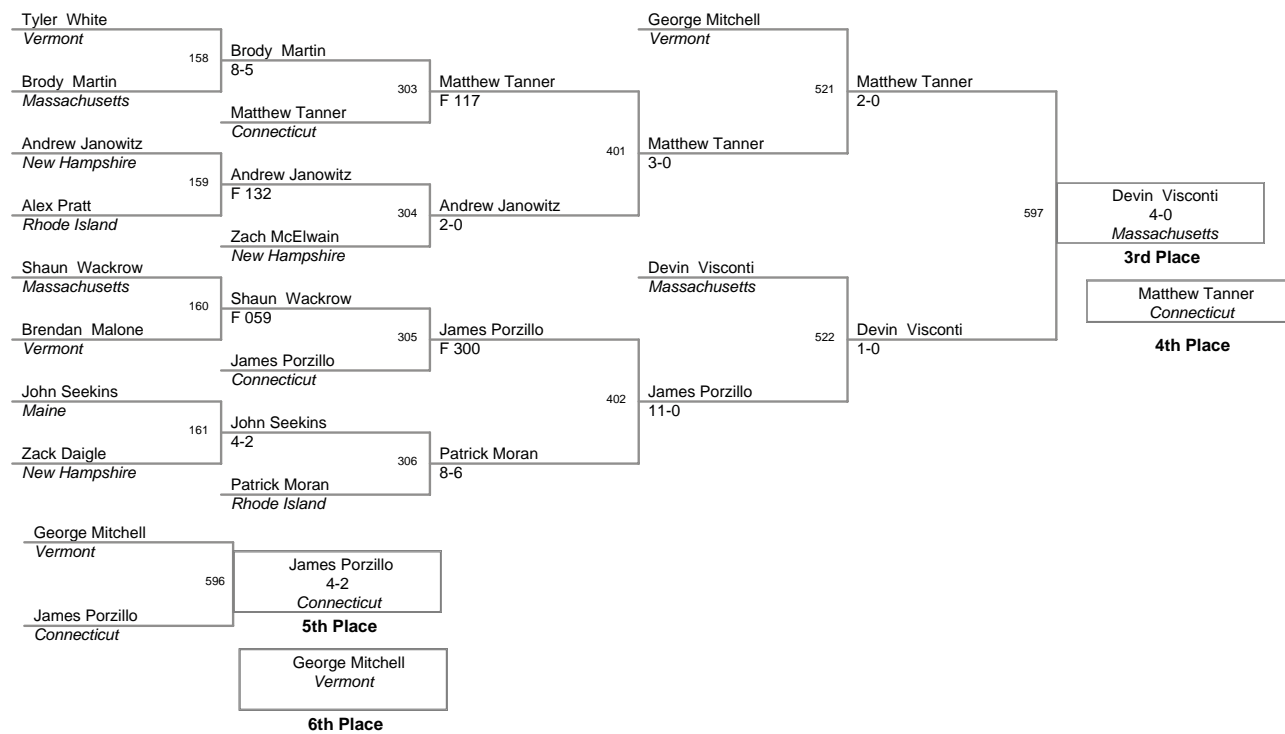 Tyler White
Vermont
158
Brody Martin
Massachusetts
Brody Martin
8-5
303
Matthew Tanner
Connecticut
Andrew Janowitz
New Hampshire
159
Alex Pratt
Rhode Island
Andrew Janowitz
F 132
304
Zach McElwain
New Hampshire
Shaun Wackrow
Massachusetts
160
Brendan Malone
Vermont
Shaun Wackrow
F 059
305
James Porzillo
Connecticut
John Seekins
Maine
161
Zack Daigle
New Hampshire
John Seekins
4-2
306
Patrick Moran
Rhode Island
Matthew Tanner
F 117
401
Andrew Janowitz
2-0
James Porzillo
F 300
402
Patrick Moran
8-6
George Mitchell
Vermont
521
Matthew Tanner
3-0
Devin Visconti
Massachusetts
522
James Porzillo
11-0
Matthew Tanner
2-0
597
Devin Visconti
1-0
Devin Visconti
4-0
Massachusetts
3rd Place
Matthew Tanner
Connecticut
4th Place
George Mitchell
Vermont
596
James Porzillo
Connecticut
James Porzillo
4-2
Connecticut
5th Place
George Mitchell
Vermont
6th Place